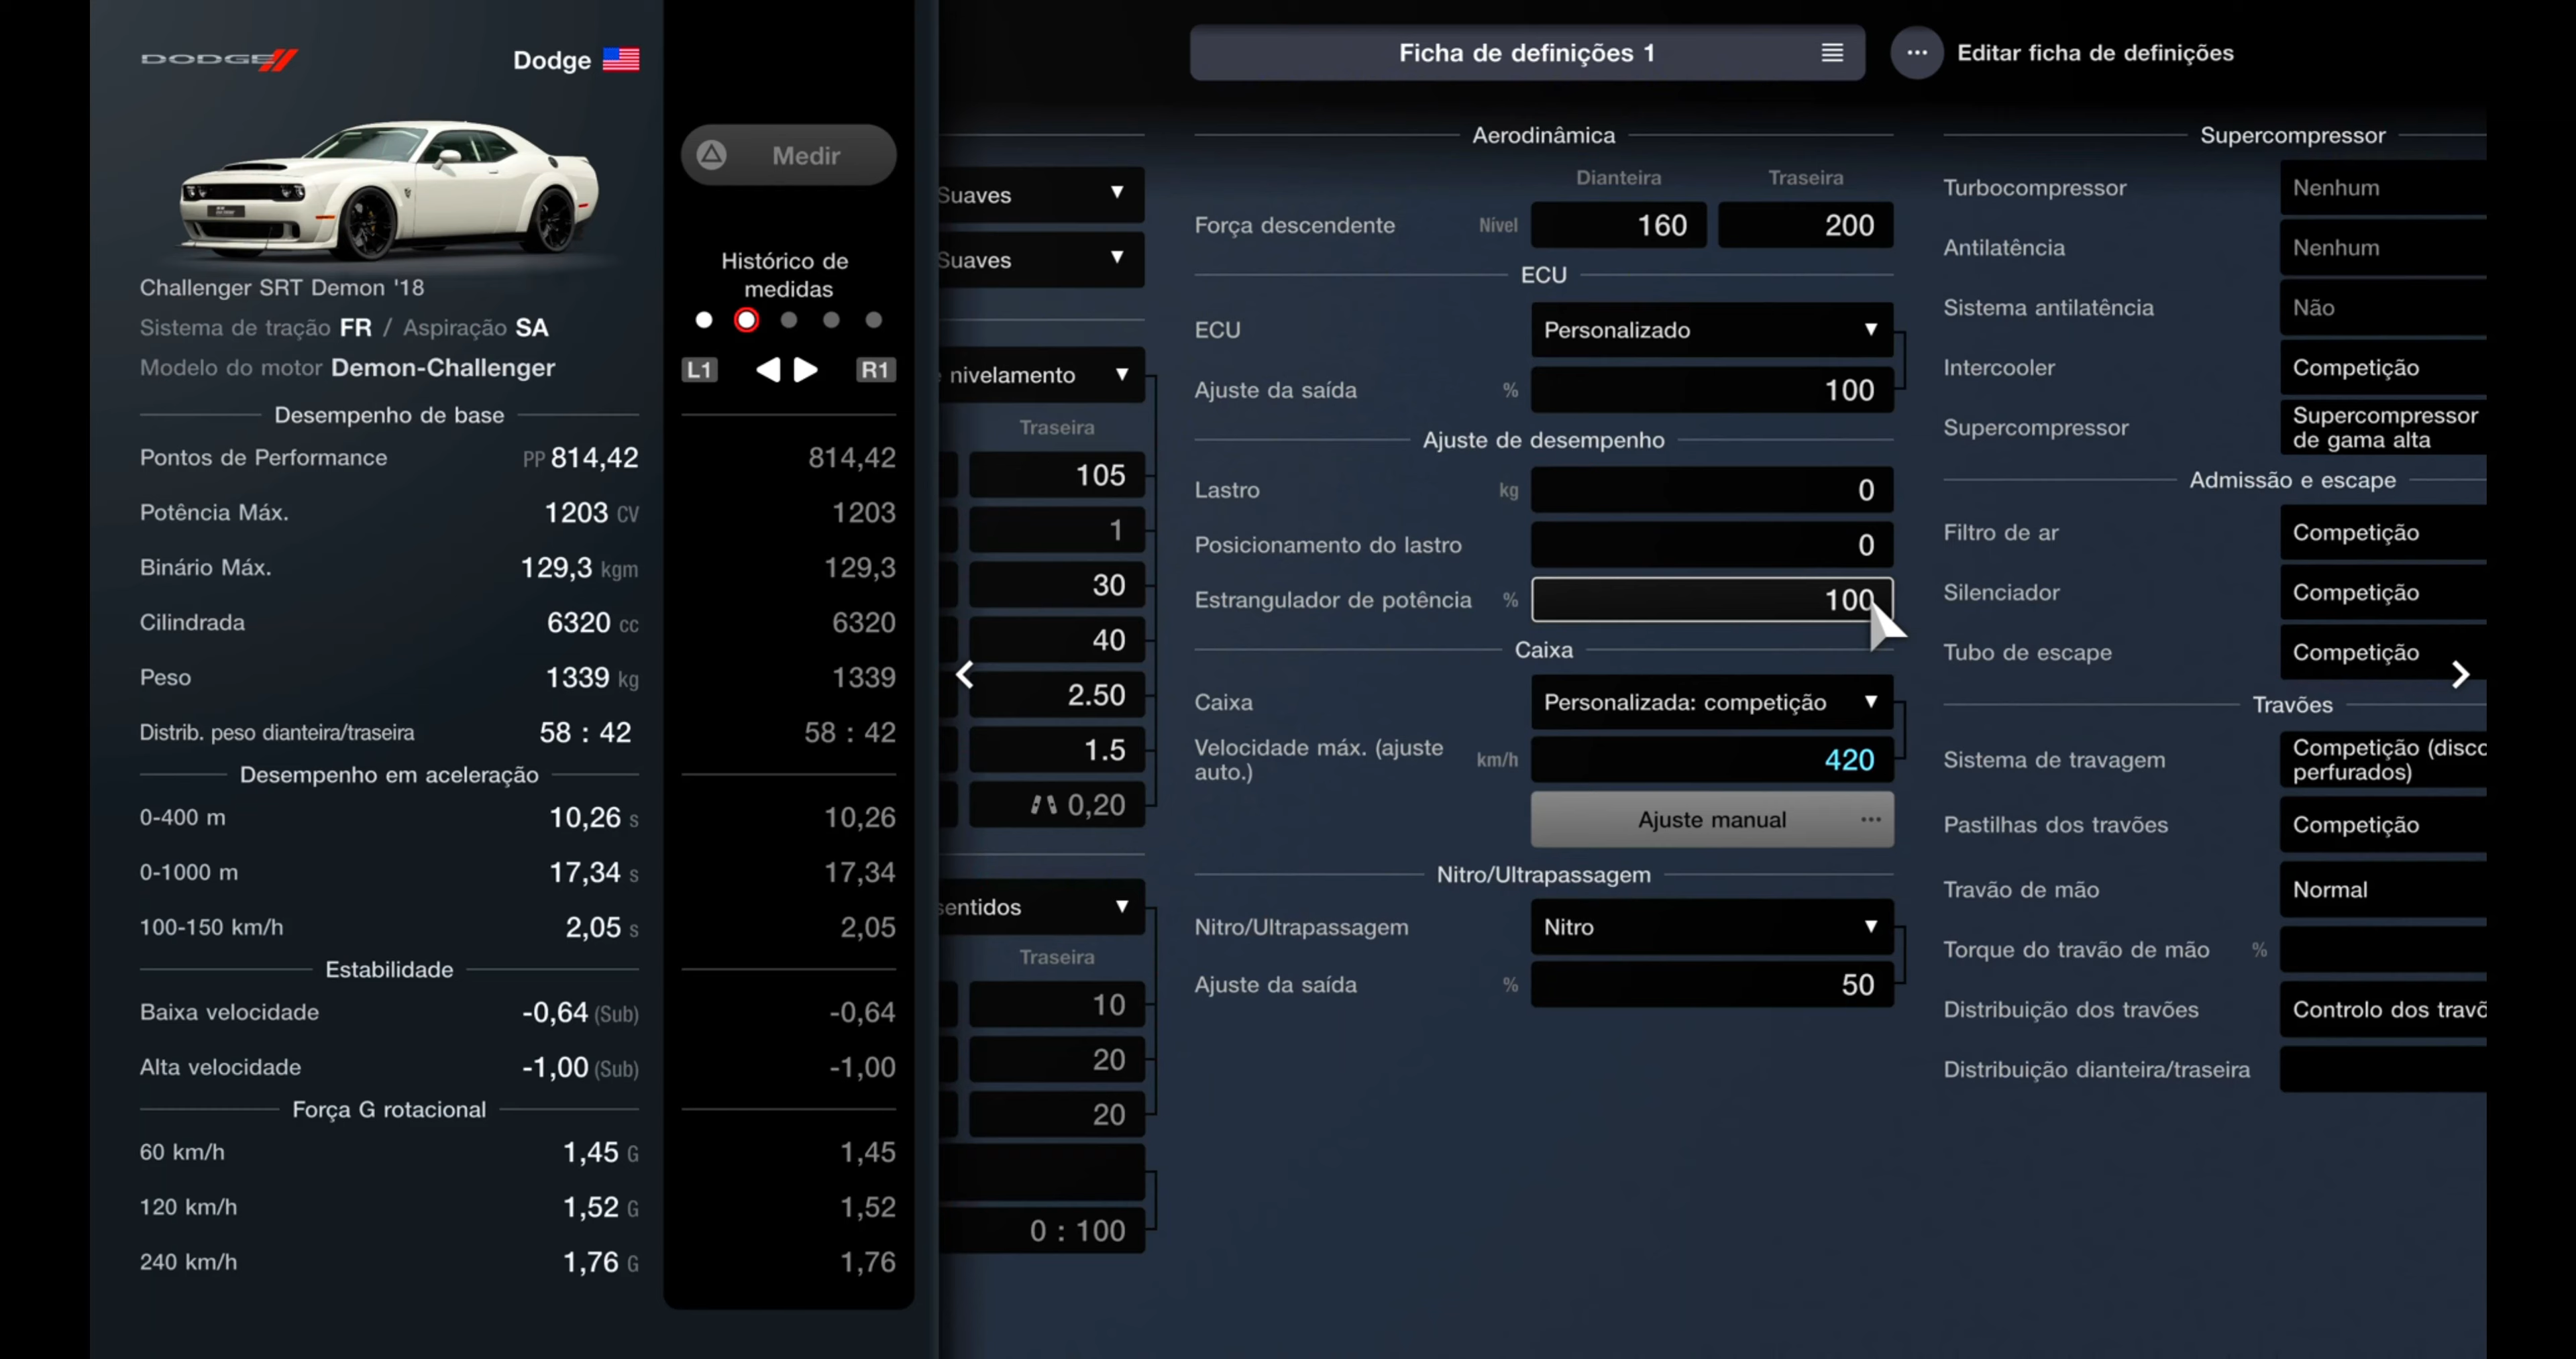 DODGE
Dodge
Challenger SRT Demon '18
Sistema de tração FR / Aspiração SA
Modelo do motor Demon-Challenger
Desempenho de base
Pontos de Performance PP 814,42
Potência Máx. 1203 CV
Binário Máx. 129,3 kgm
Cilindrada 6320 cc
Peso 1339 kg
Distrib. peso dianteira/traseira 58 : 42
Desempenho em aceleração
0-400 m 10,26 s
0-1000 m 17,34 s
100-150 km/h 2,05 s
Estabilidade
Baixa velocidade -0,64 (Sub)
Alta velocidade -1,00 (Sub)
Força G rotacional
60 km/h 1,45 G
120 km/h 1,52 G
240 km/h 1,76 G
Medir
Histórico de
medidas
L1 R1
814,42
1203
129,3
6320
1339
58 : 42
10,26
17,34
2,05
-0,64
-1,00
1,45
1,52
1,76
Ficha de definições 1
Editar ficha de definições
Suaves
Suaves
nivelamento
Traseira
105
1
30
40
2.50
1.5
0,20
sentidos
Traseira
10
20
20
0 : 100
Aerodinâmica
Dianteira Traseira
Força descendente Nível 160 200
ECU
ECU Personalizado
Ajuste da saída % 100
Ajuste de desempenho
Lastro kg 0
Posicionamento do lastro 0
Estrangulador de potência % 100
Caixa
Caixa Personalizada: competição
Velocidade máx. (ajuste
auto.) km/h 420
Ajuste manual
Nitro/Ultrapassagem
Nitro/Ultrapassagem Nitro
Ajuste da saída % 50
Supercompressor
Turbocompressor Nenhum
Antilatência Nenhum
Sistema antilatência Não
Intercooler Competição
Supercompressor Supercompressor
de gama alta
Admissão e escape
Filtro de ar Competição
Silenciador Competição
Tubo de escape Competição
Travões
Sistema de travagem Competição (disco
perfurados)
Pastilhas dos travões Competição
Travão de mão Normal
Torque do travão de mão %
Distribuição dos travões Controlo dos travõ
Distribuição dianteira/traseira